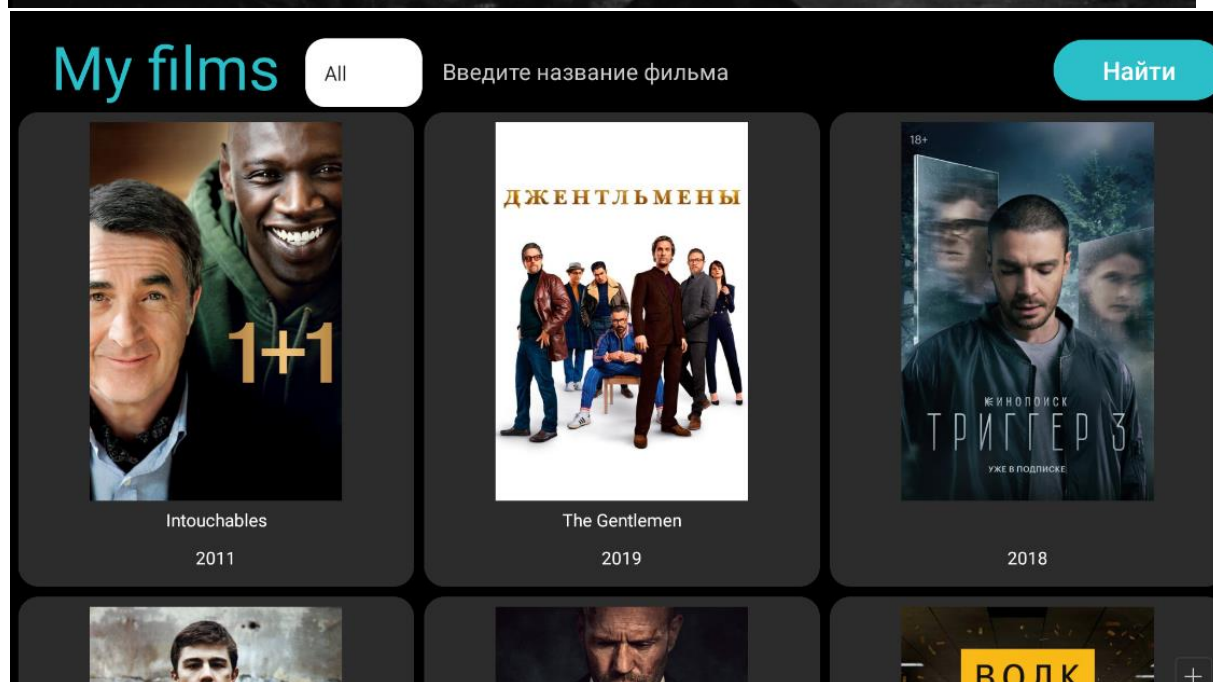 My films
All
Введите название фильма
Найти
1+1
Intouchables
2011
ДЖЕНТЛЬМЕНЫ
The Gentlemen
2019
18+
КИНОПОИСК
ТРИГГЕР 3
УЖЕ В ПОДПИСКЕ
2018
ВОЛК
+